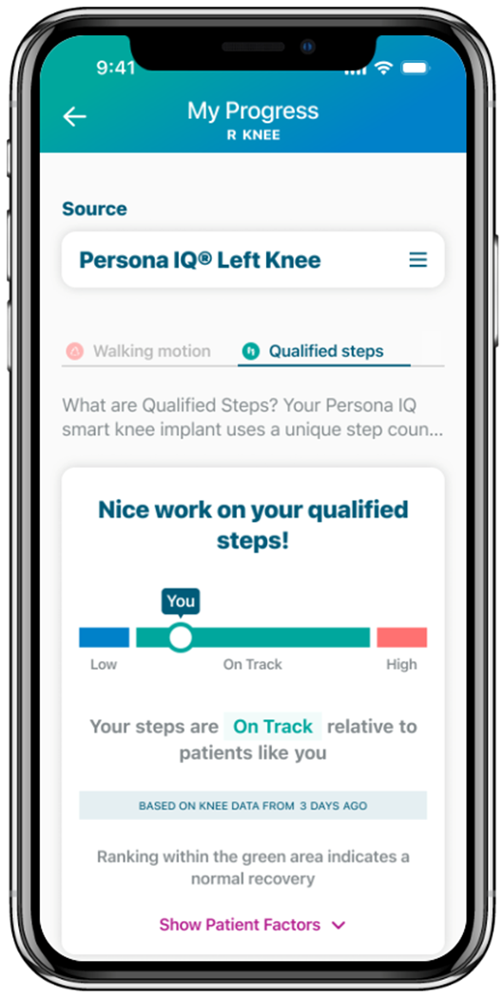 9:41
My Progress
R KNEE
Source
Persona IQ® Left Knee
Walking motion
Qualified steps
What are Qualified Steps? Your Persona IQ
smart knee implant uses a unique step coun...
Nice work on your qualified
steps!
You
Low
On Track
High
Your steps are On Track relative to
patients like you
BASED ON KNEE DATA FROM 3 DAYS AGO
Ranking within the green area indicates a
normal recovery
Show Patient Factors